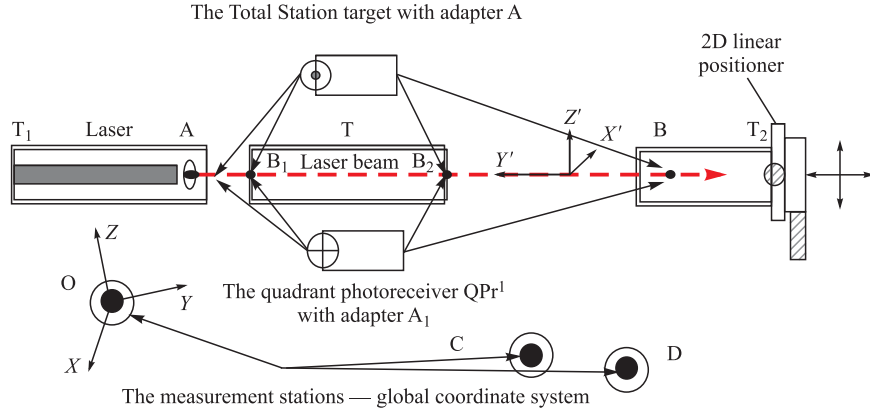 The Total Station target with adapter A
2D linear
positioner
T₁
Laser
A
T
B
T₂
Z′
X′
Y′
B₁
Laser beam
B₂
Z
O
Y
X
The quadrant photoreceiver QPr¹
with adapter A₁
C
D
The measurement stations — global coordinate system